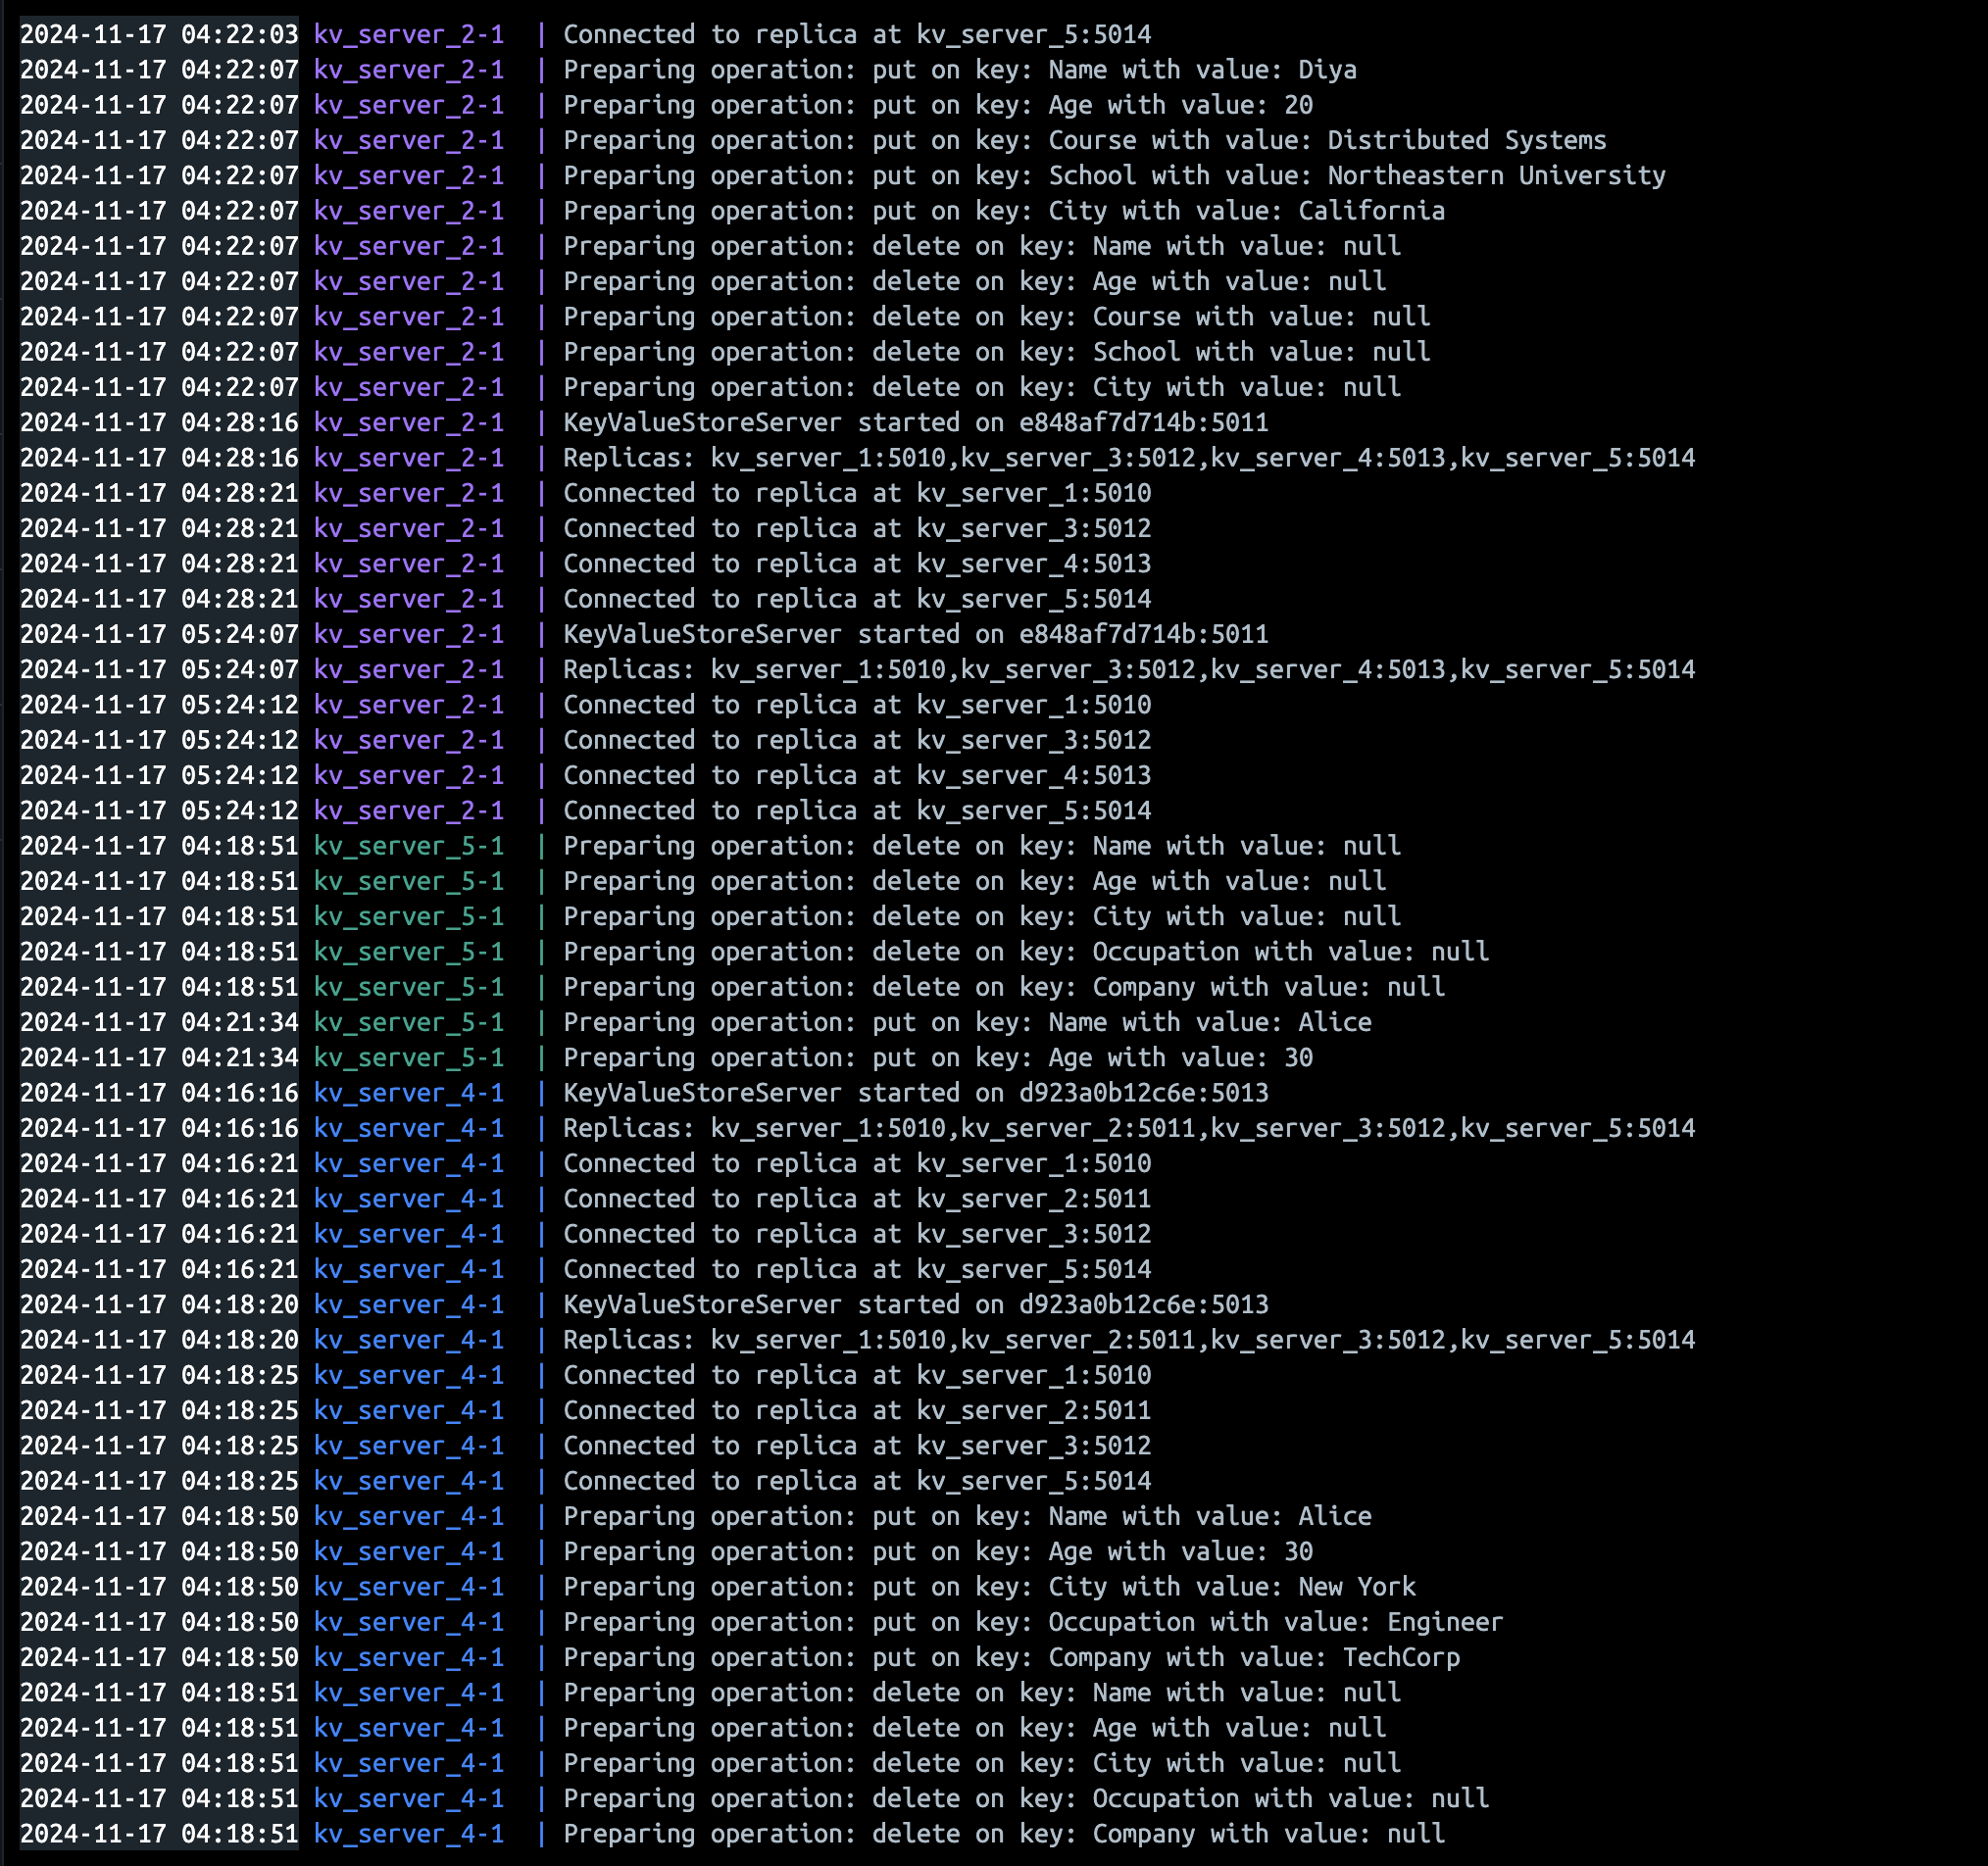 2024-11-17 04:22:03 kv_server_2-1  | Connected to replica at kv_server_5:5014
2024-11-17 04:22:07 kv_server_2-1  | Preparing operation: put on key: Name with value: Diya
2024-11-17 04:22:07 kv_server_2-1  | Preparing operation: put on key: Age with value: 20
2024-11-17 04:22:07 kv_server_2-1  | Preparing operation: put on key: Course with value: Distributed Systems
2024-11-17 04:22:07 kv_server_2-1  | Preparing operation: put on key: School with value: Northeastern University
2024-11-17 04:22:07 kv_server_2-1  | Preparing operation: put on key: City with value: California
2024-11-17 04:22:07 kv_server_2-1  | Preparing operation: delete on key: Name with value: null
2024-11-17 04:22:07 kv_server_2-1  | Preparing operation: delete on key: Age with value: null
2024-11-17 04:22:07 kv_server_2-1  | Preparing operation: delete on key: Course with value: null
2024-11-17 04:22:07 kv_server_2-1  | Preparing operation: delete on key: School with value: null
2024-11-17 04:22:07 kv_server_2-1  | Preparing operation: delete on key: City with value: null
2024-11-17 04:28:16 kv_server_2-1  | KeyValueStoreServer started on e848af7d714b:5011
2024-11-17 04:28:16 kv_server_2-1  | Replicas: kv_server_1:5010,kv_server_3:5012,kv_server_4:5013,kv_server_5:5014
2024-11-17 04:28:21 kv_server_2-1  | Connected to replica at kv_server_1:5010
2024-11-17 04:28:21 kv_server_2-1  | Connected to replica at kv_server_3:5012
2024-11-17 04:28:21 kv_server_2-1  | Connected to replica at kv_server_4:5013
2024-11-17 04:28:21 kv_server_2-1  | Connected to replica at kv_server_5:5014
2024-11-17 05:24:07 kv_server_2-1  | KeyValueStoreServer started on e848af7d714b:5011
2024-11-17 05:24:07 kv_server_2-1  | Replicas: kv_server_1:5010,kv_server_3:5012,kv_server_4:5013,kv_server_5:5014
2024-11-17 05:24:12 kv_server_2-1  | Connected to replica at kv_server_1:5010
2024-11-17 05:24:12 kv_server_2-1  | Connected to replica at kv_server_3:5012
2024-11-17 05:24:12 kv_server_2-1  | Connected to replica at kv_server_4:5013
2024-11-17 05:24:12 kv_server_2-1  | Connected to replica at kv_server_5:5014
2024-11-17 04:18:51 kv_server_5-1  | Preparing operation: delete on key: Name with value: null
2024-11-17 04:18:51 kv_server_5-1  | Preparing operation: delete on key: Age with value: null
2024-11-17 04:18:51 kv_server_5-1  | Preparing operation: delete on key: City with value: null
2024-11-17 04:18:51 kv_server_5-1  | Preparing operation: delete on key: Occupation with value: null
2024-11-17 04:18:51 kv_server_5-1  | Preparing operation: delete on key: Company with value: null
2024-11-17 04:21:34 kv_server_5-1  | Preparing operation: put on key: Name with value: Alice
2024-11-17 04:21:34 kv_server_5-1  | Preparing operation: put on key: Age with value: 30
2024-11-17 04:16:16 kv_server_4-1  | KeyValueStoreServer started on d923a0b12c6e:5013
2024-11-17 04:16:16 kv_server_4-1  | Replicas: kv_server_1:5010,kv_server_2:5011,kv_server_3:5012,kv_server_5:5014
2024-11-17 04:16:21 kv_server_4-1  | Connected to replica at kv_server_1:5010
2024-11-17 04:16:21 kv_server_4-1  | Connected to replica at kv_server_2:5011
2024-11-17 04:16:21 kv_server_4-1  | Connected to replica at kv_server_3:5012
2024-11-17 04:16:21 kv_server_4-1  | Connected to replica at kv_server_5:5014
2024-11-17 04:18:20 kv_server_4-1  | KeyValueStoreServer started on d923a0b12c6e:5013
2024-11-17 04:18:20 kv_server_4-1  | Replicas: kv_server_1:5010,kv_server_2:5011,kv_server_3:5012,kv_server_5:5014
2024-11-17 04:18:25 kv_server_4-1  | Connected to replica at kv_server_1:5010
2024-11-17 04:18:25 kv_server_4-1  | Connected to replica at kv_server_2:5011
2024-11-17 04:18:25 kv_server_4-1  | Connected to replica at kv_server_3:5012
2024-11-17 04:18:25 kv_server_4-1  | Connected to replica at kv_server_5:5014
2024-11-17 04:18:50 kv_server_4-1  | Preparing operation: put on key: Name with value: Alice
2024-11-17 04:18:50 kv_server_4-1  | Preparing operation: put on key: Age with value: 30
2024-11-17 04:18:50 kv_server_4-1  | Preparing operation: put on key: City with value: New York
2024-11-17 04:18:50 kv_server_4-1  | Preparing operation: put on key: Occupation with value: Engineer
2024-11-17 04:18:50 kv_server_4-1  | Preparing operation: put on key: Company with value: TechCorp
2024-11-17 04:18:51 kv_server_4-1  | Preparing operation: delete on key: Name with value: null
2024-11-17 04:18:51 kv_server_4-1  | Preparing operation: delete on key: Age with value: null
2024-11-17 04:18:51 kv_server_4-1  | Preparing operation: delete on key: City with value: null
2024-11-17 04:18:51 kv_server_4-1  | Preparing operation: delete on key: Occupation with value: null
2024-11-17 04:18:51 kv_server_4-1  | Preparing operation: delete on key: Company with value: null